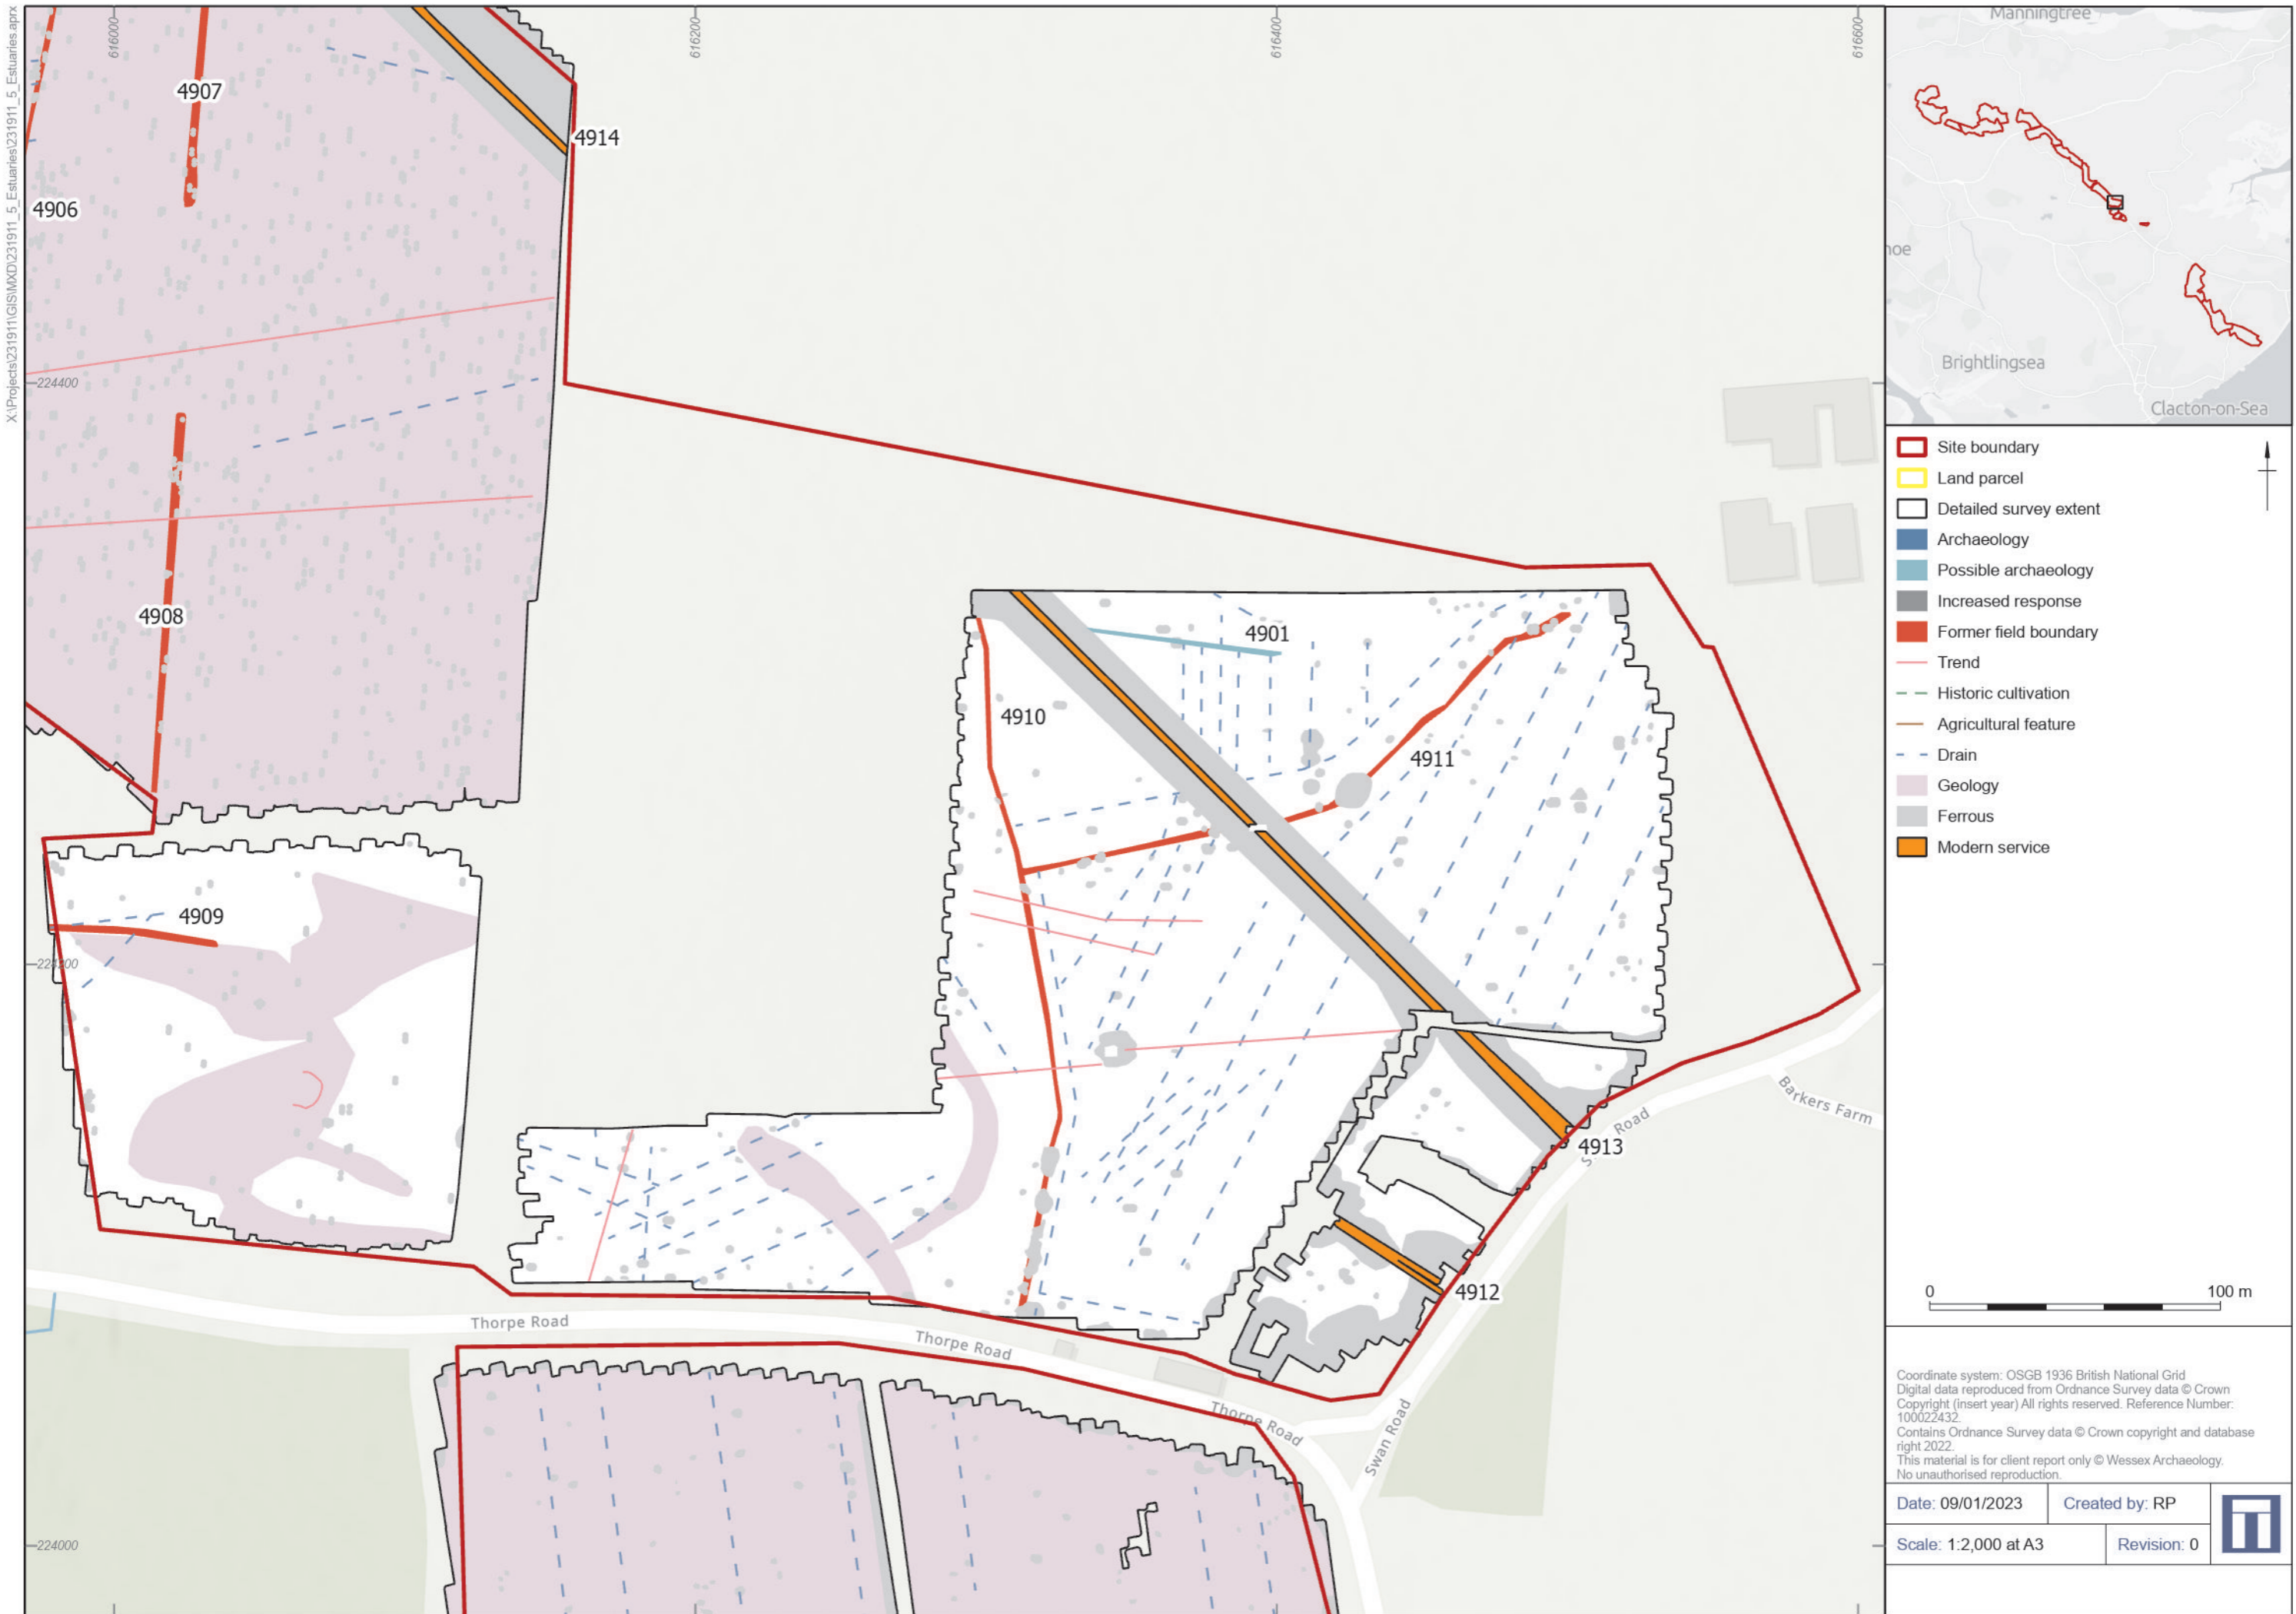 X:\Projects\231911\GIS\MXD\231911_5_Estuaries\231911_5_Estuaries.aprx
616000
616200
616400
616600
4907
4914
4906
224400
4908
4901
4910
4911
4909
224200
4913
Road
Barkers Farm
4912
Thorpe Road
Thorpe Road
Thorpe Road
Swan Road
224000
Manningtree
hoe
Brightlingsea
Clacton-on-Sea
Site boundary
Land parcel
Detailed survey extent
Archaeology
Possible archaeology
Increased response
Former field boundary
Trend
Historic cultivation
Agricultural feature
Drain
Geology
Ferrous
Modern service
0 100 m
Coordinate system: OSGB 1936 British National Grid
Digital data reproduced from Ordnance Survey data © Crown
Copyright (insert year) All rights reserved. Reference Number:
100022432.
Contains Ordnance Survey data © Crown copyright and database
right 2022.
This material is for client report only © Wessex Archaeology.
No unauthorised reproduction.
Date: 09/01/2023 Created by: RP
Scale: 1:2,000 at A3 Revision: 0